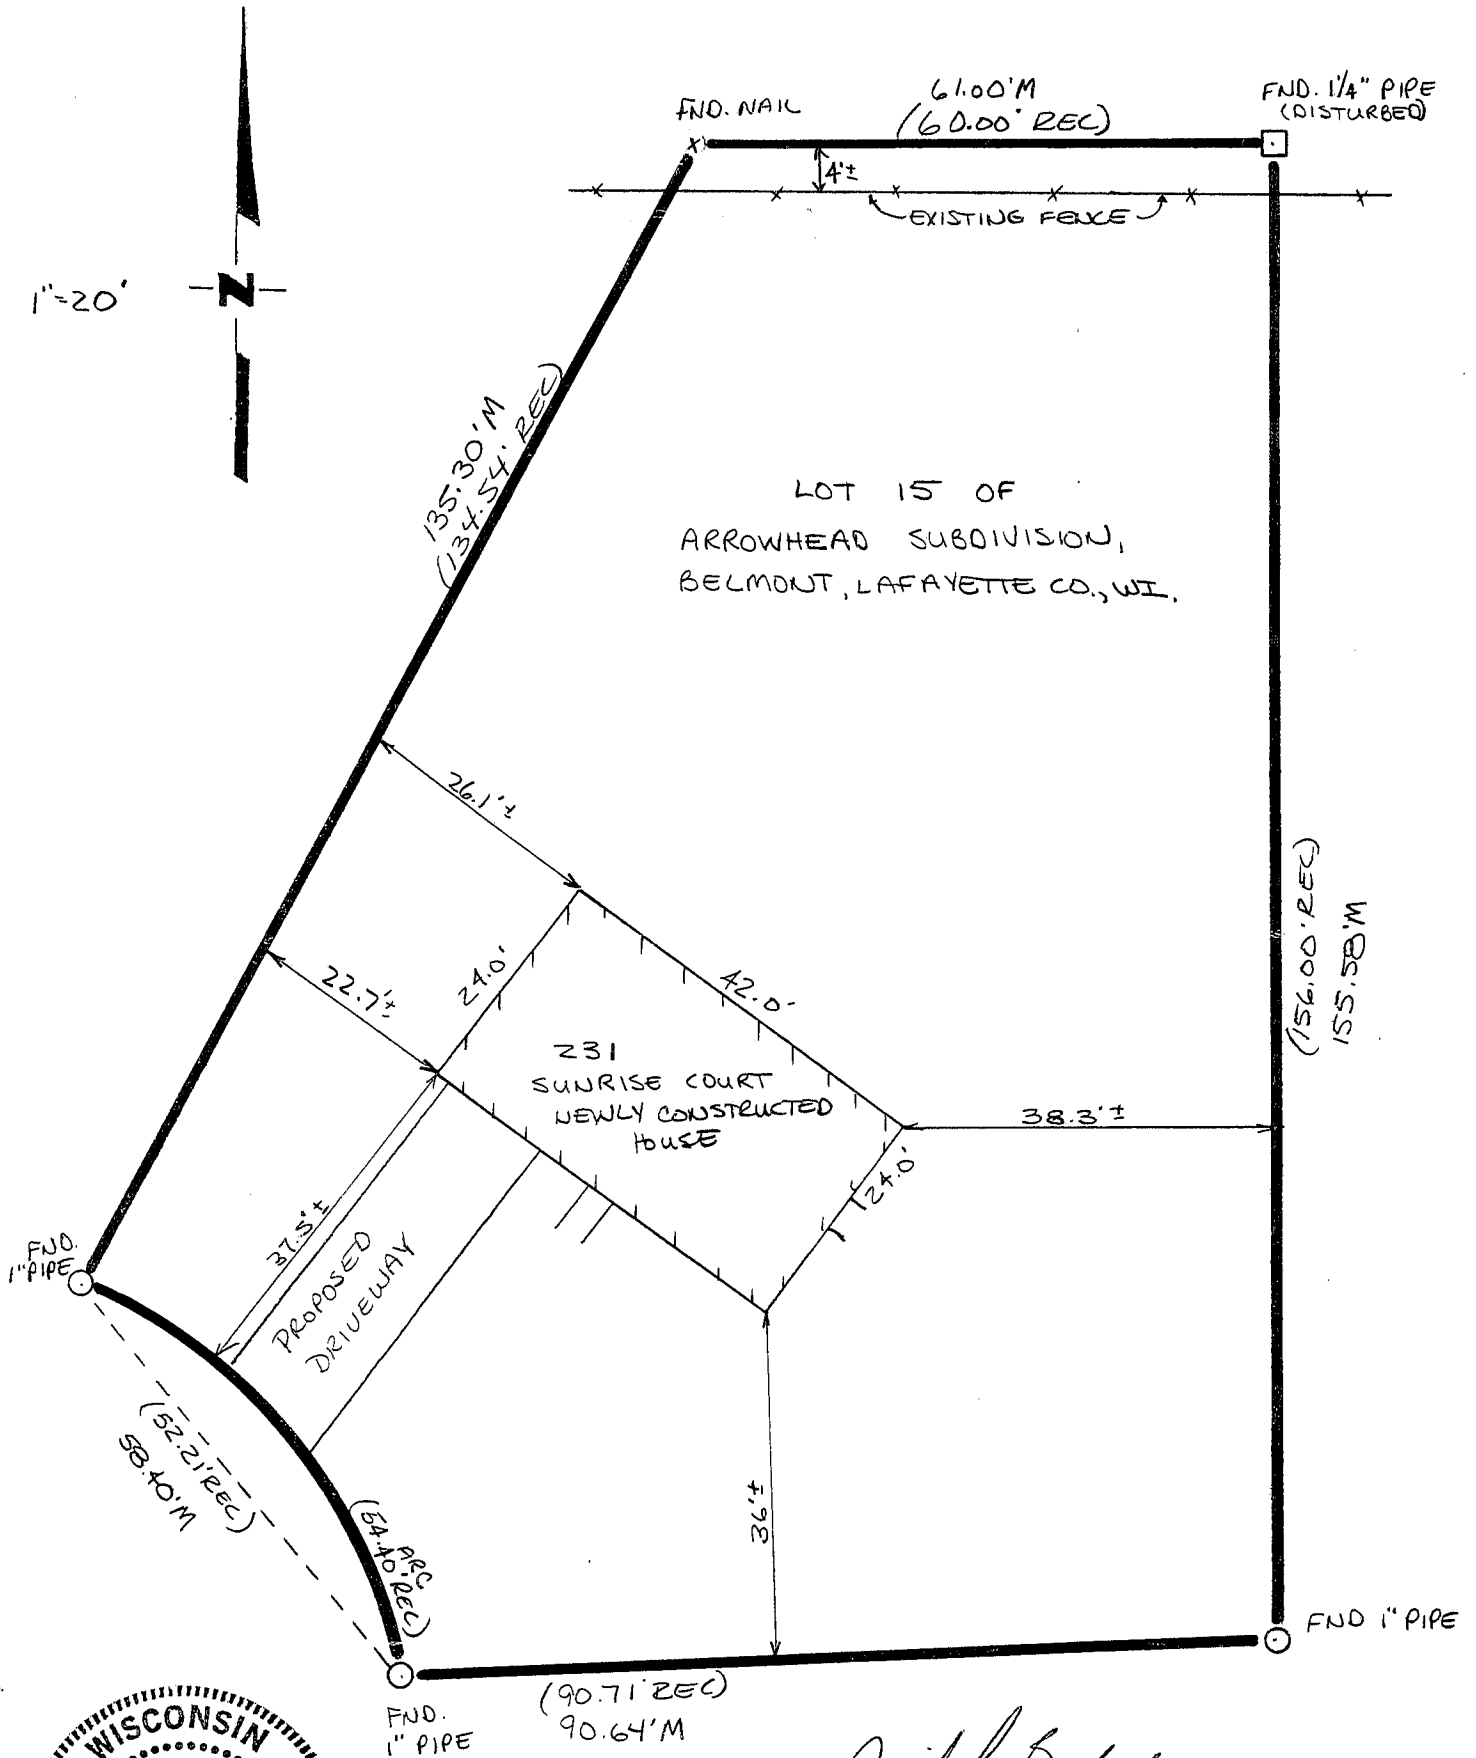 61.00'M
(60.00' REC)
FND. NAIL
FND. 1/4" PIPE
(DISTURBED)
4'±
EXISTING FENCE
1"=20'
N
135.30'M
(134.54' REC)
LOT 15 OF
ARROWHEAD SUBDIVISION,
BELMONT, LAFAYETTE CO., WI.
26.1'±
22.7'±
24.0'
42.0'
231
SUNRISE COURT
NEWLY CONSTRUCTED
HOUSE
38.3'±
24.0'
(156.00' REC)
155.58'M
37.5'±
PROPOSED
DRIVEWAY
FND.
1" PIPE
(52.21' REC)
58.40'M
ARC
(54.40' REC)
36'±
FND 1" PIPE
(90.71' REC)
90.64'M
FND.
1" PIPE
WISCONSIN